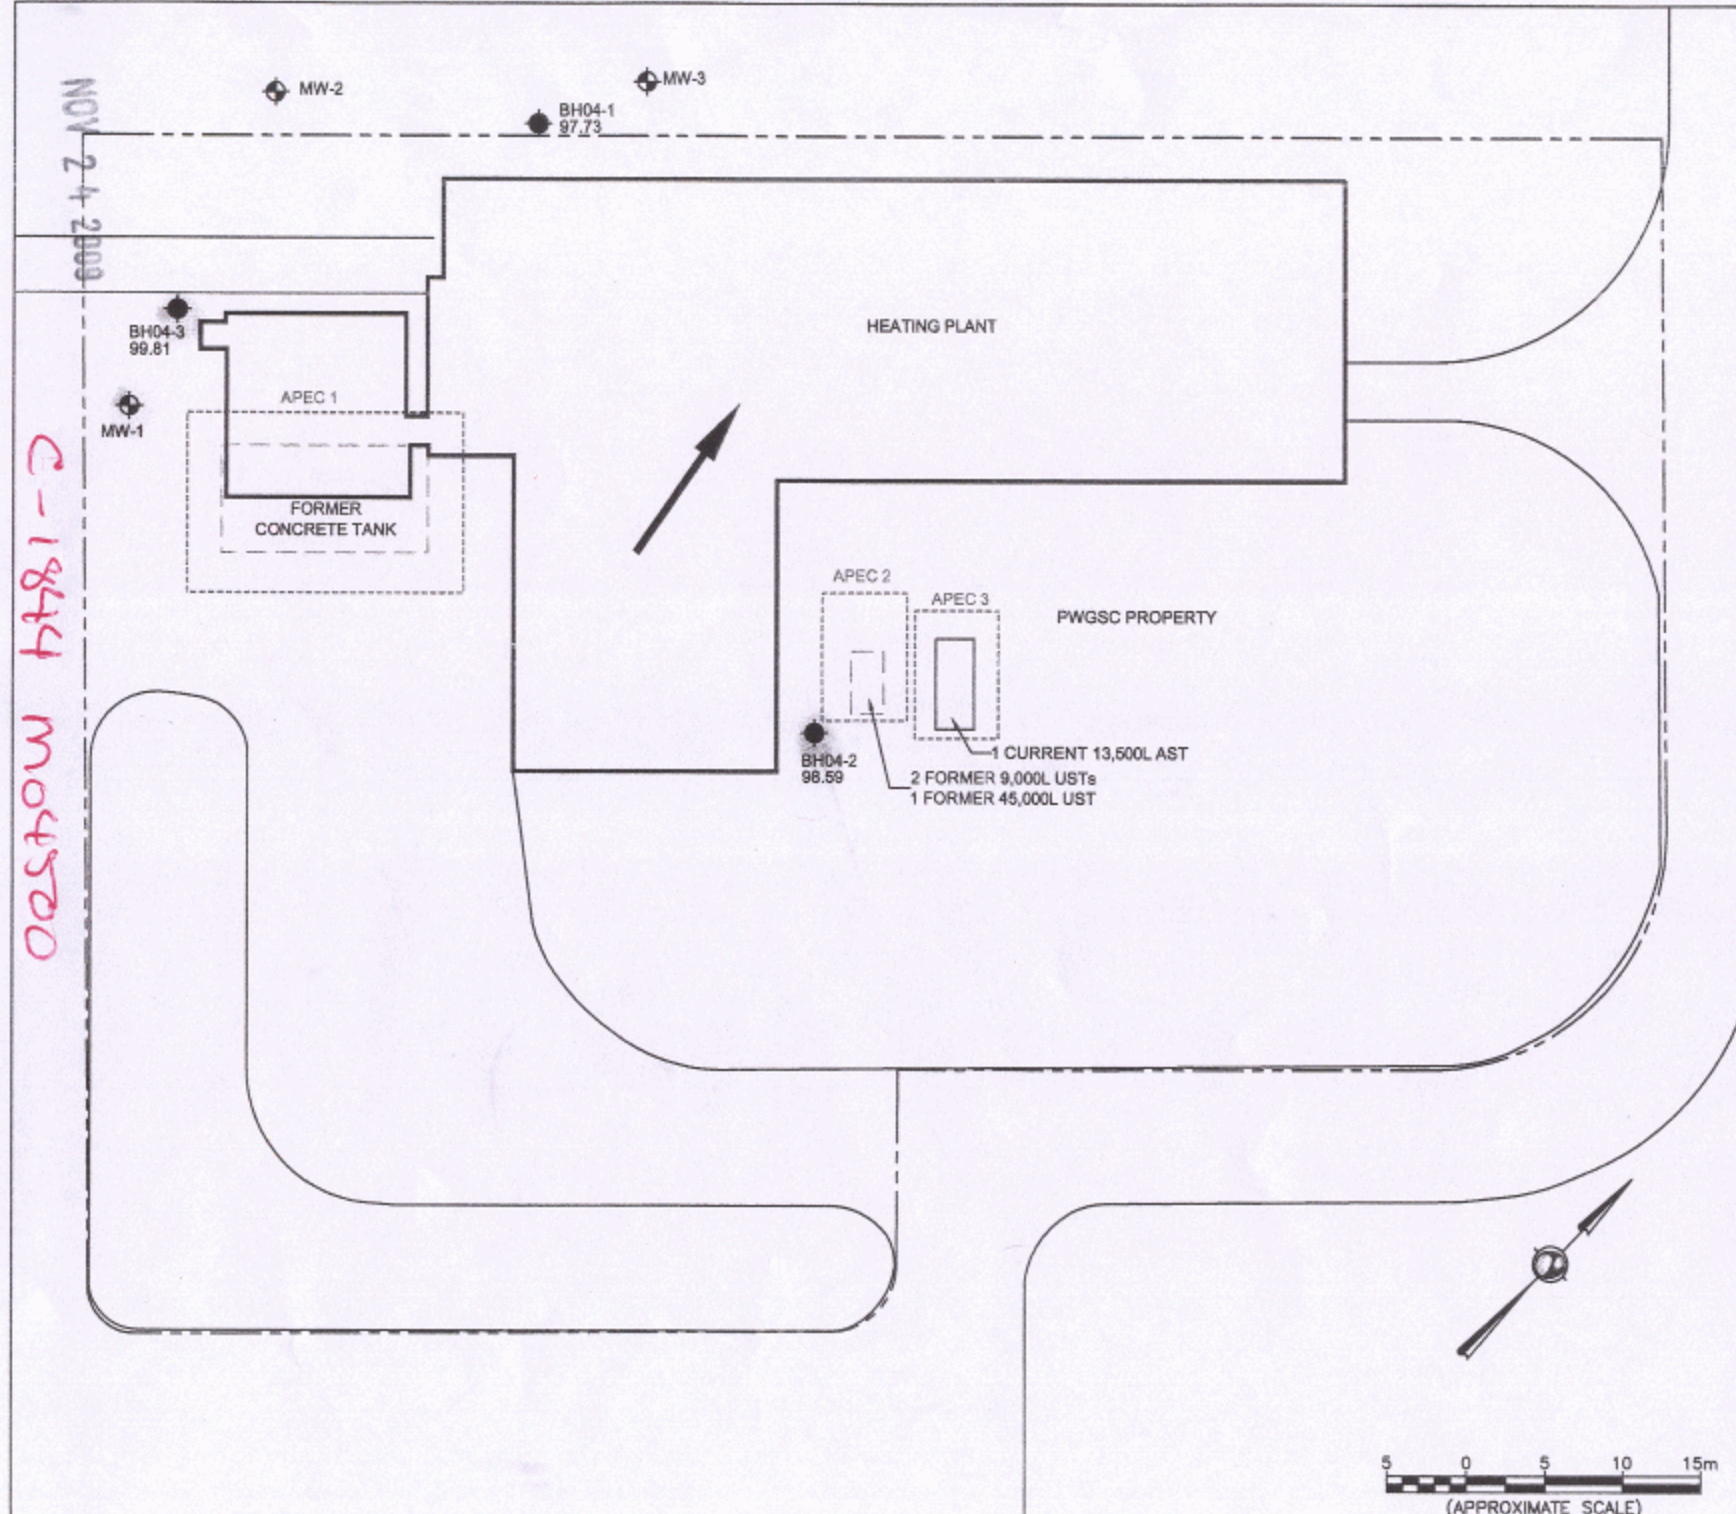 MW-2
MW-3
BH04-1
97.73
NOV 24 2009
HEATING PLANT
BH04-3
99.81
APEC 1
MW-1
FORMER
CONCRETE TANK
C-1844 M04520
APEC 2
APEC 3
PWGSC PROPERTY
BH04-2
98.59
1 CURRENT 13,500L AST
2 FORMER 9,000L USTs
1 FORMER 45,000L UST
5 0 5 10 15m
(APPROXIMATE SCALE)